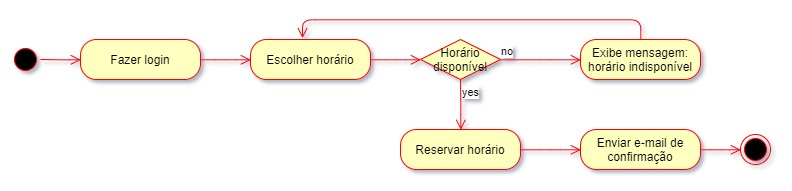 Fazer login
Escolher horário
Horário
disponível
no
Exibe mensagem:
horário indisponível
yes
Reservar horário
Enviar e-mail de
confirmação